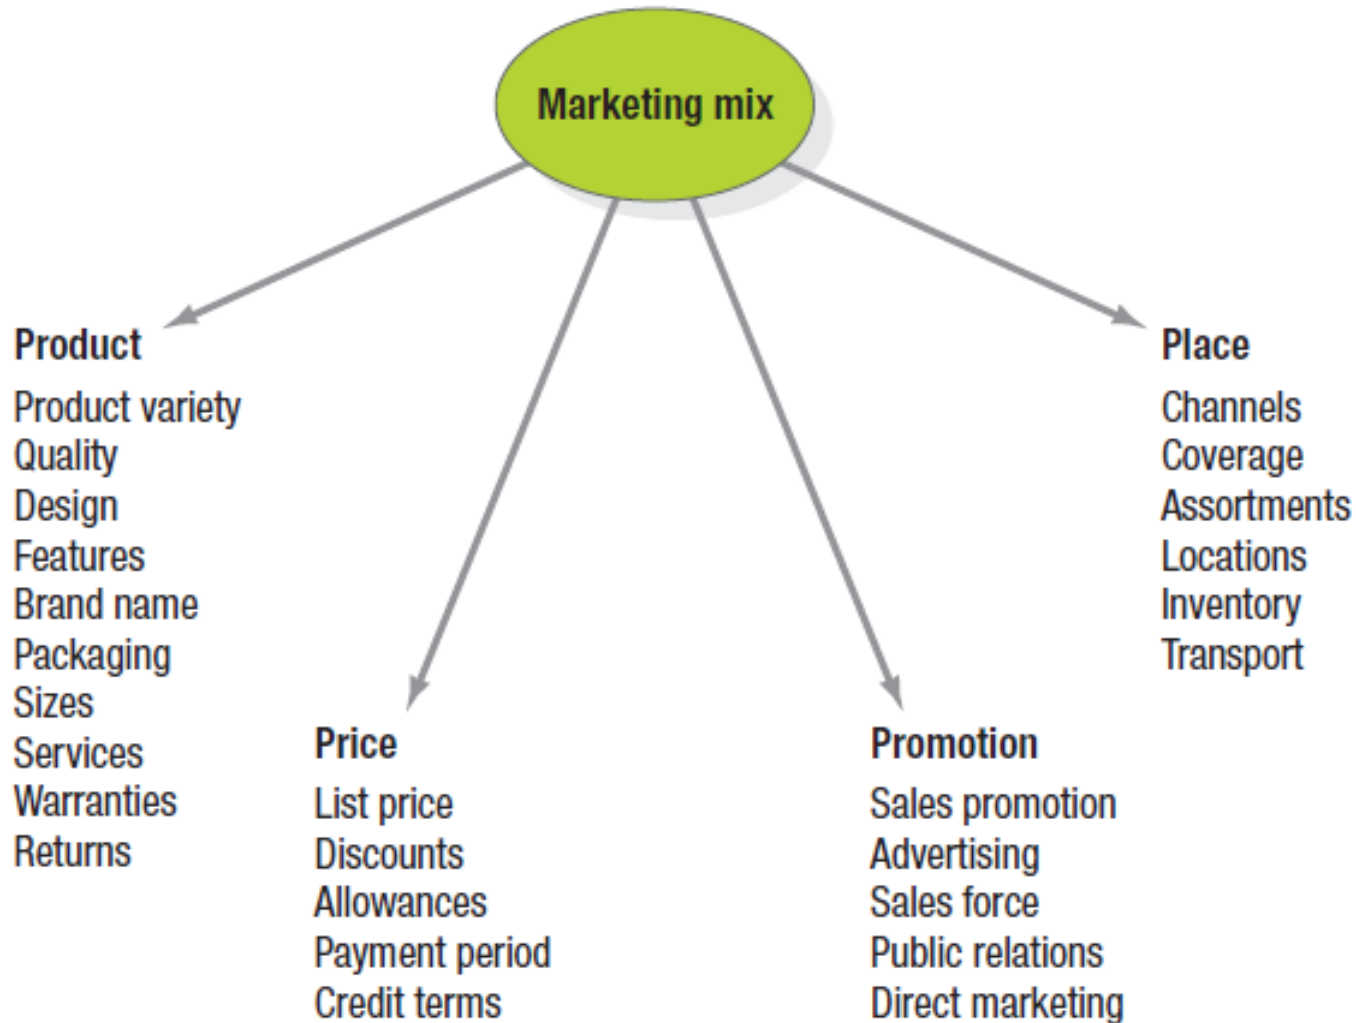 Marketing mix
Product
Product variety
Quality
Design
Features
Brand name
Packaging
Sizes
Services
Warranties
Returns
Price
List price
Discounts
Allowances
Payment period
Credit terms
Promotion
Sales promotion
Advertising
Sales force
Public relations
Direct marketing
Place
Channels
Coverage
Assortments
Locations
Inventory
Transport